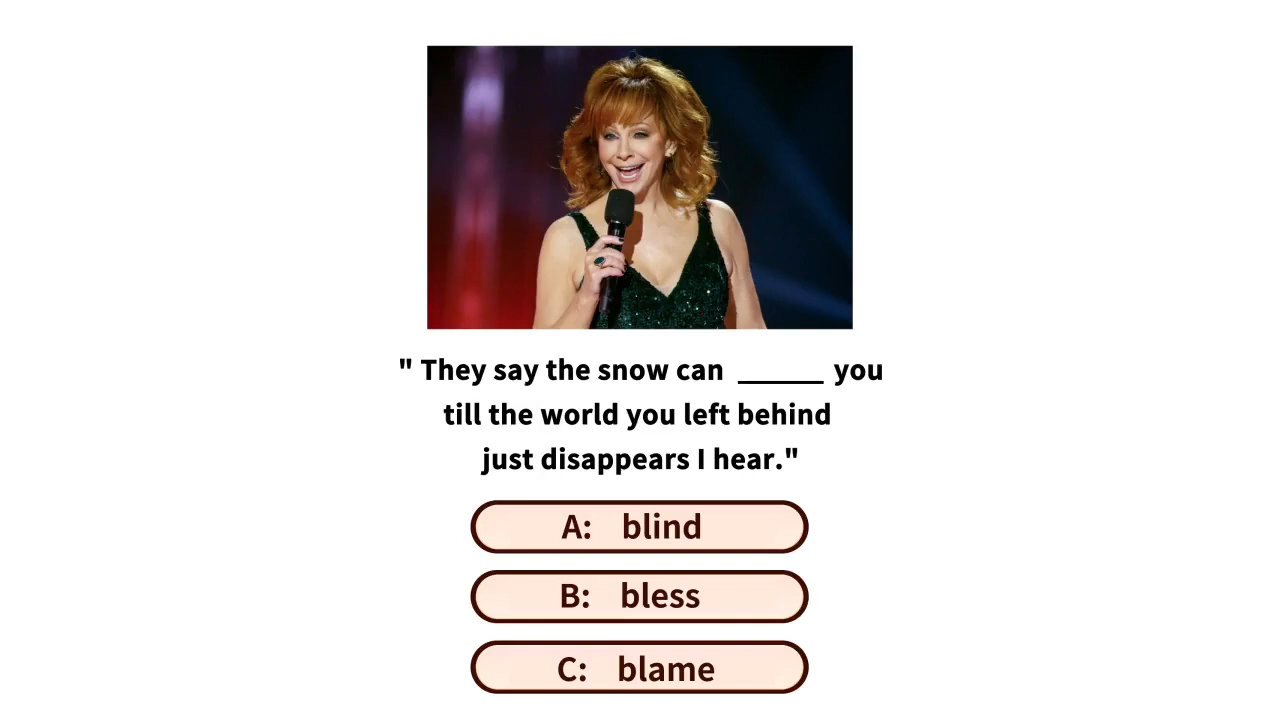 " They say the snow can ______ you
till the world you left behind
just disappears I hear."
A: blind
B: bless
C: blame